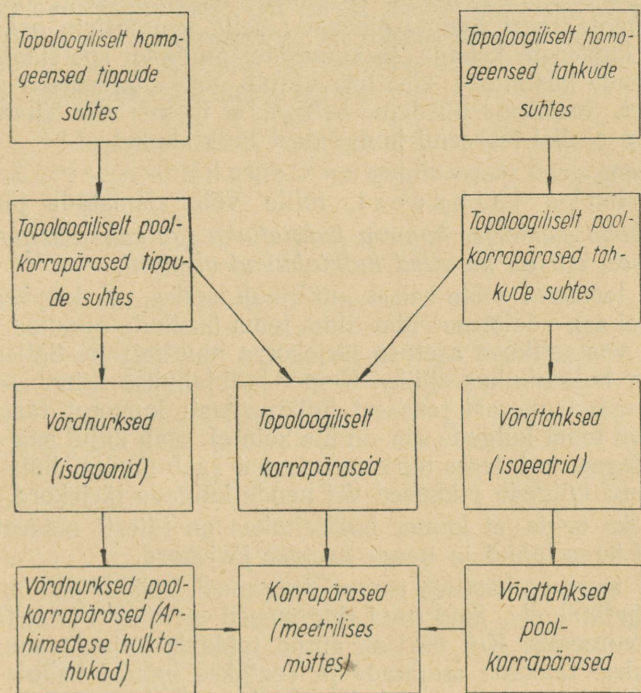 Topoloogiliselt homo-
geensed tippude
suhtes
Topoloogiliselt homo-
geensed tahkude
suhtes
Topoloogiliselt pool-
korrapärased tippu-
de suhtes
Topoloogiliselt pool-
korrapärased tah-
kude suhtes
Võrdnurksed
(isogoonid)
Topoloogiliselt
korrapärased
Võrdtahksed
(isoeedrid)
Võrdnurksed pool-
korrapärased (Ar-
himedese hulkta-
hukad)
Korrapärased
(meetrilises
mõttes)
Võrdtahksed
pool-
korrapärased